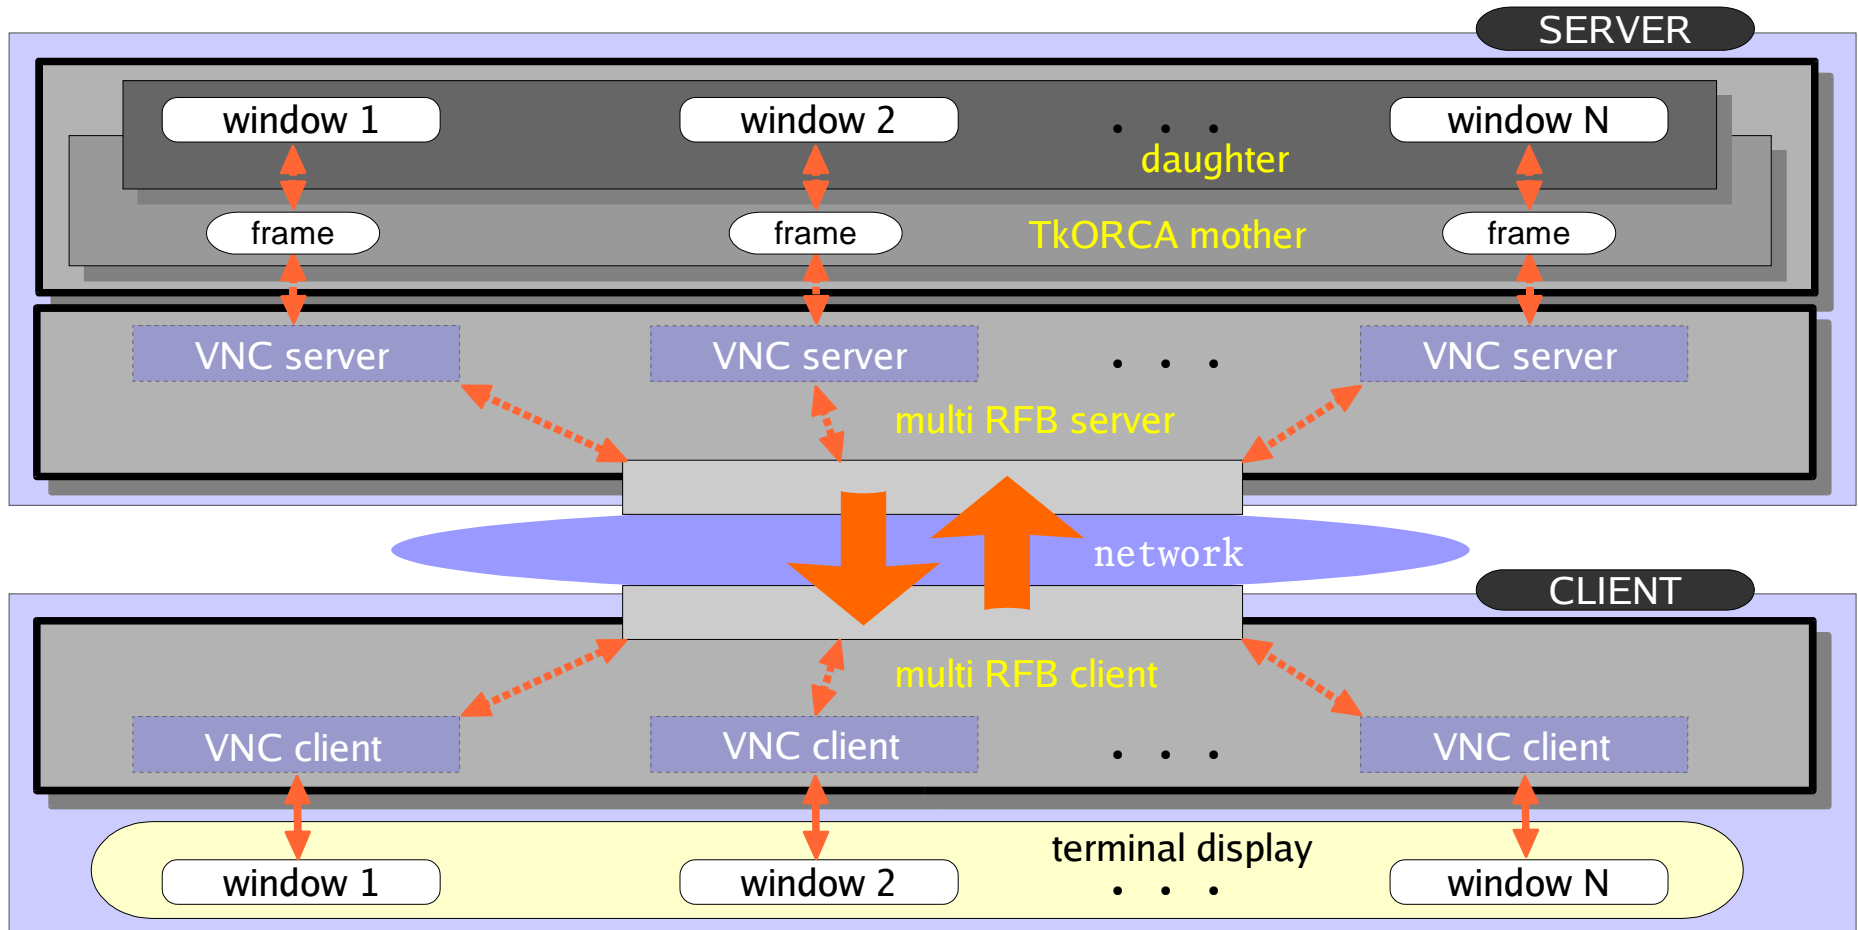 SERVER
window 1
window 2
. . .
window N
daughter
frame
frame
TkORCA mother
frame
VNC server
VNC server
. . .
VNC server
multi RFB server
network
CLIENT
multi RFB client
VNC client
VNC client
. . .
VNC client
terminal display
window 1
window 2
. . .
window N